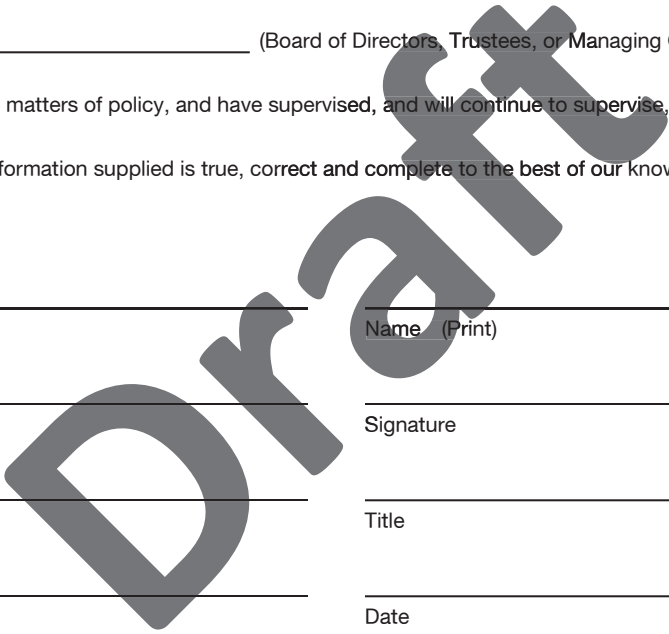 (Board of Directors, Trustees, or Managing
matters of policy, and have supervised, and will continue to supervise,
formation supplied is true, correct and complete to the best of our know
Name (Print)
Signature
Title
Date
Draft